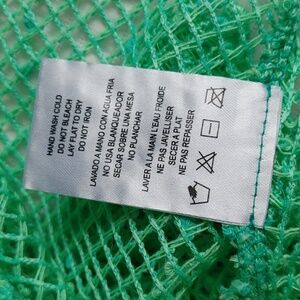 HAND WASH COLD
DO NOT BLEACH
LAY FLAT TO DRY
DO NOT IRON
LAVADO A MANO CON AGUA FRIA
NO USA BLANQUEADOR
SECAR SOBRE UNA MESA
NO PLANCHAR
LAVER A LA MAIN L'EAU FROIDE
NE PAS JAVELLISER
SECER A PLAT
NE PAS REPASSER